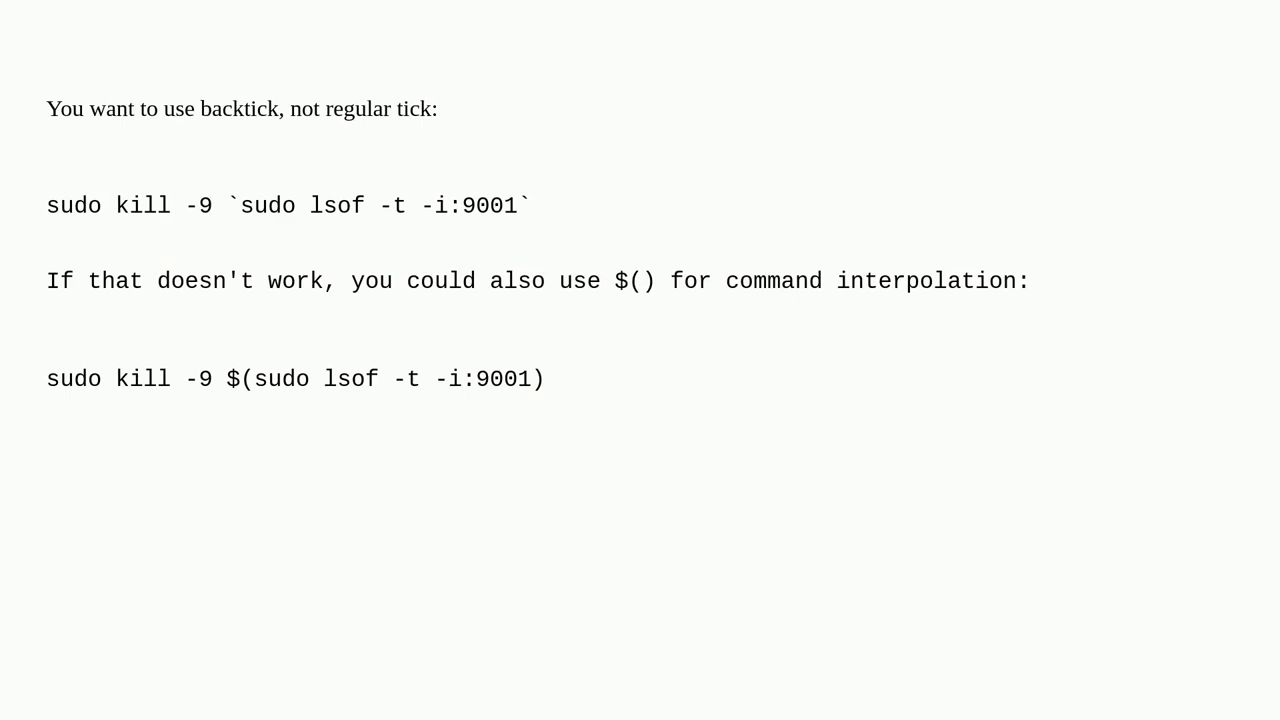 You want to use backtick, not regular tick:
sudo kill -9 `sudo lsof -t -i:9001`
If that doesn't work, you could also use $() for command interpolation:
sudo kill -9 $(sudo lsof -t -i:9001)